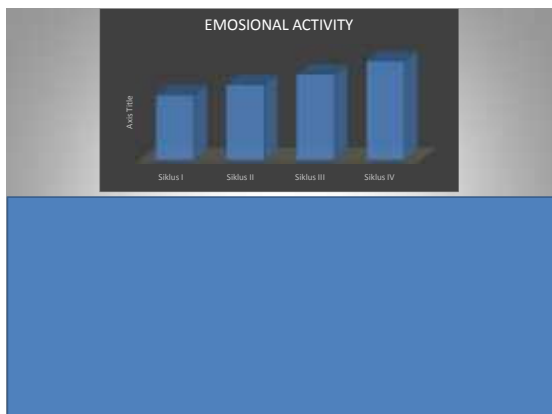 EMOSIONAL ACTIVITY
Axis Title
Siklus I
Siklus II
Siklus III
Siklus IV